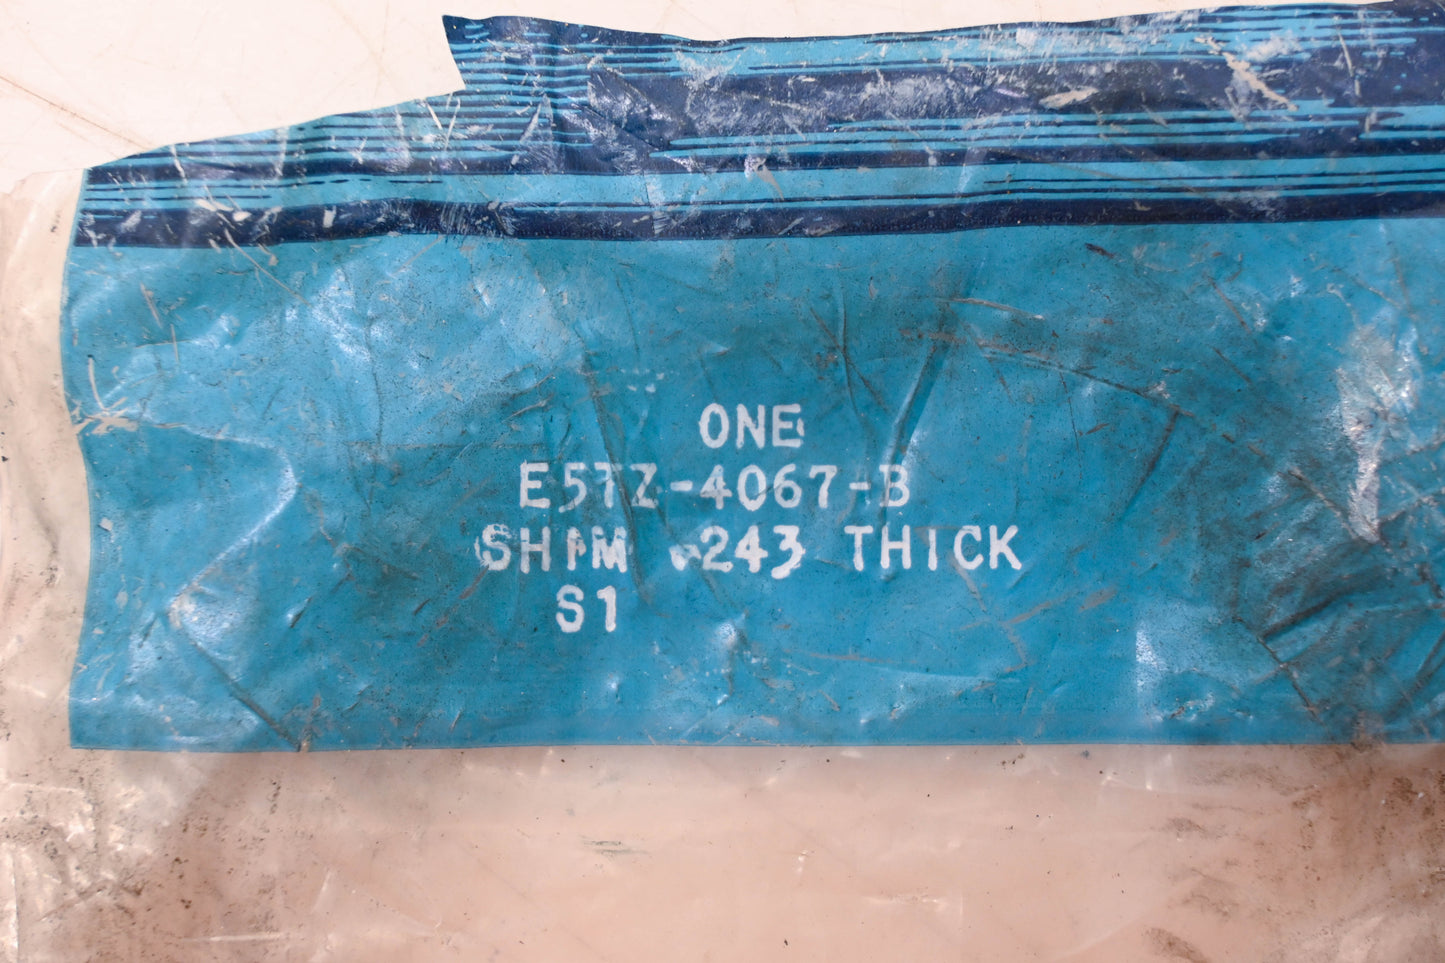 ONE
E5TZ-4067-B
SHIM .243 THICK
S1